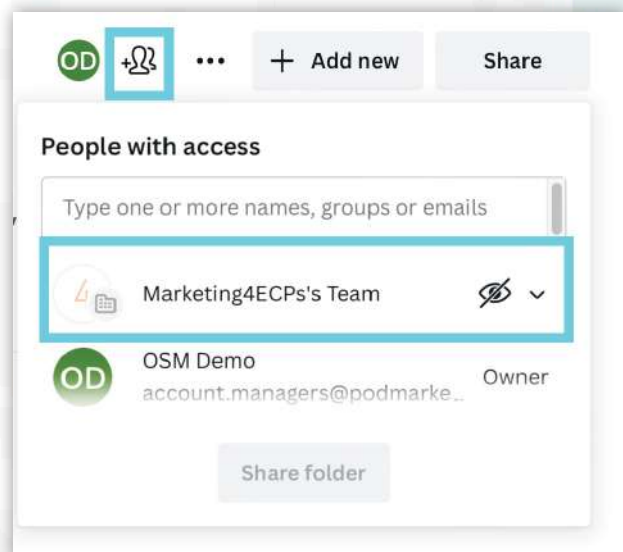 OD + Add new Share
People with access
Type one or more names, groups or emails
Marketing4ECPs's Team
OSM Demo
OD Owner
account.managers@podmarke...
Share folder